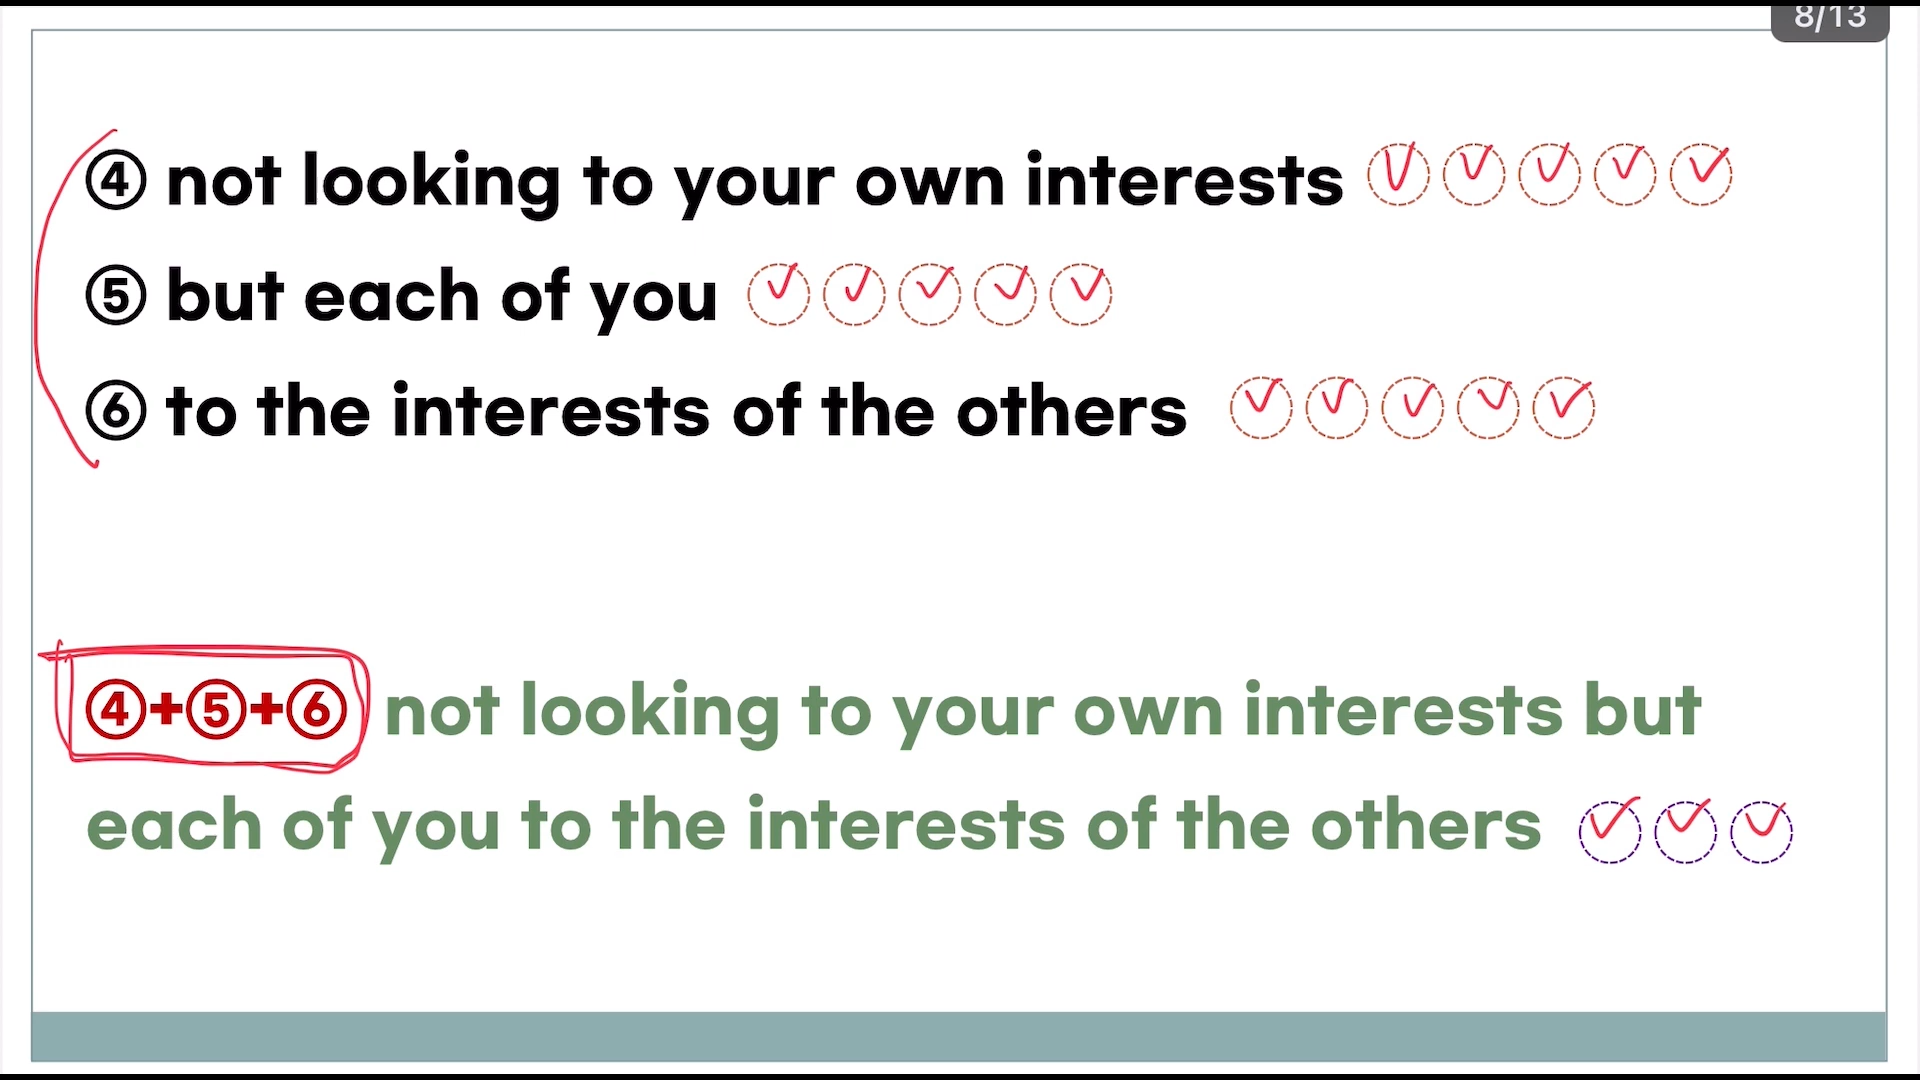 8/13
④ not looking to your own interests
⑤ but each of you
⑥ to the interests of the others
④+⑤+⑥ not looking to your own interests but
each of you to the interests of the others